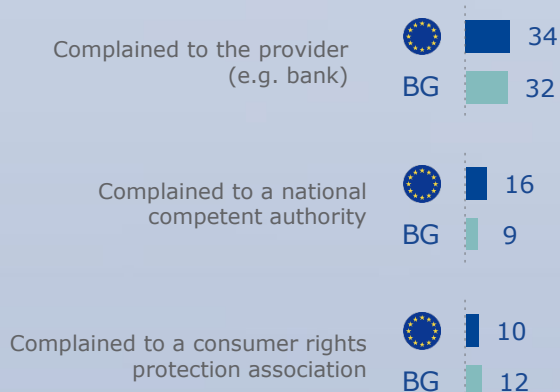 Complained to the provider
(e.g. bank)
34
BG 32
Complained to a national
competent authority
16
BG 9
Complained to a consumer rights
protection association
10
BG 12